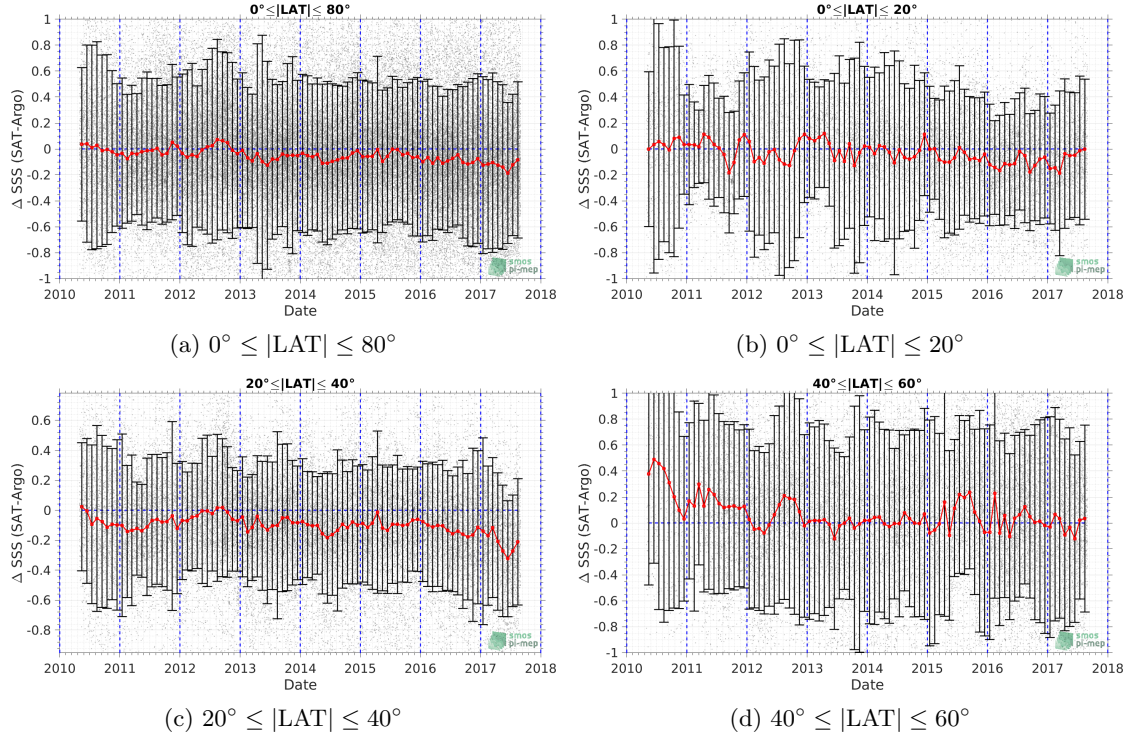 0°≤|LAT|≤ 80°
1
0.8
0.6
0.4
0.2
0
-0.2
-0.4
-0.6
-0.8
-1
Δ SSS (SAT-Argo)
smos
pi-mep
2010 2011 2012 2013 2014 2015 2016 2017 2018
Date
(a) 0° ≤ |LAT| ≤ 80°
0°≤|LAT|≤ 20°
1
0.8
0.6
0.4
0.2
0
-0.2
-0.4
-0.6
-0.8
-1
Δ SSS (SAT-Argo)
smos
pi-mep
2010 2011 2012 2013 2014 2015 2016 2017 2018
Date
(b) 0° ≤ |LAT| ≤ 20°
20°≤|LAT|≤ 40°
0.6
0.4
0.2
0
-0.2
-0.4
-0.6
-0.8
Δ SSS (SAT-Argo)
smos
pi-mep
2010 2011 2012 2013 2014 2015 2016 2017 2018
Date
(c) 20° ≤ |LAT| ≤ 40°
40°≤|LAT|≤ 60°
1
0.8
0.6
0.4
0.2
0
-0.2
-0.4
-0.6
-0.8
-1
Δ SSS (SAT-Argo)
smos
pi-mep
2010 2011 2012 2013 2014 2015 2016 2017 2018
Date
(d) 40° ≤ |LAT| ≤ 60°